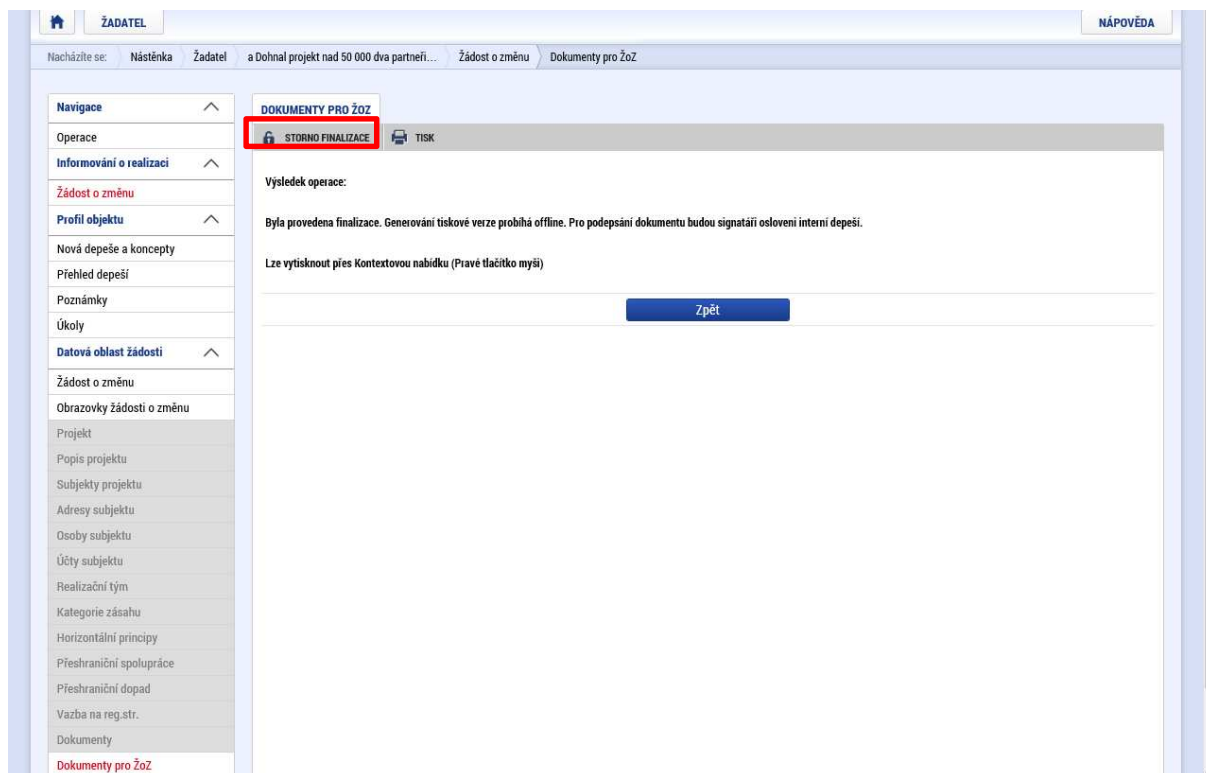 ŽADATEL
NÁPOVĚDA
Nacházíte se: Nástěnka Žadatel a Dohnal projekt nad 50 000 dva partneři... Žádost o změnu Dokumenty pro ŽoZ
Navigace
Operace
Informování o realizaci
Žádost o změnu
Profil objektu
Nová depeše a koncepty
Přehled depeší
Poznámky
Úkoly
Datová oblast žádosti
Žádost o změnu
Obrazovky žádosti o změnu
Projekt
Popis projektu
Subjekty projektu
Adresy subjektu
Osoby subjektu
Účty subjektu
Realizační tým
Kategorie zásahu
Horizontální principy
Přeshraniční spolupráce
Přeshraniční dopad
Vazba na reg.str.
Dokumenty
Dokumenty pro ŽoZ
DOKUMENTY PRO ŽOZ
STORNO FINALIZACE TISK
Výsledek operace:
Byla provedena finalizace. Generování tiskové verze probíhá offline. Pro podepsání dokumentu budou signatáři osloveni interní depeší.
Lze vytisknout přes Kontextovou nabídku (Pravé tlačítko myši)
Zpět